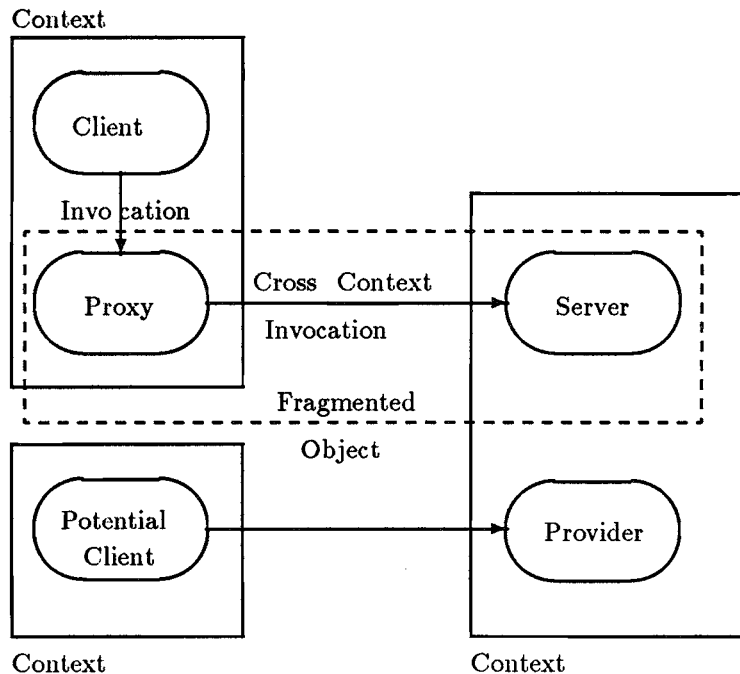 Context
Client
Invocation
Proxy
Cross Context
Invocation
Server
Fragmented
Object
Potential
Client
Provider
Context
Context